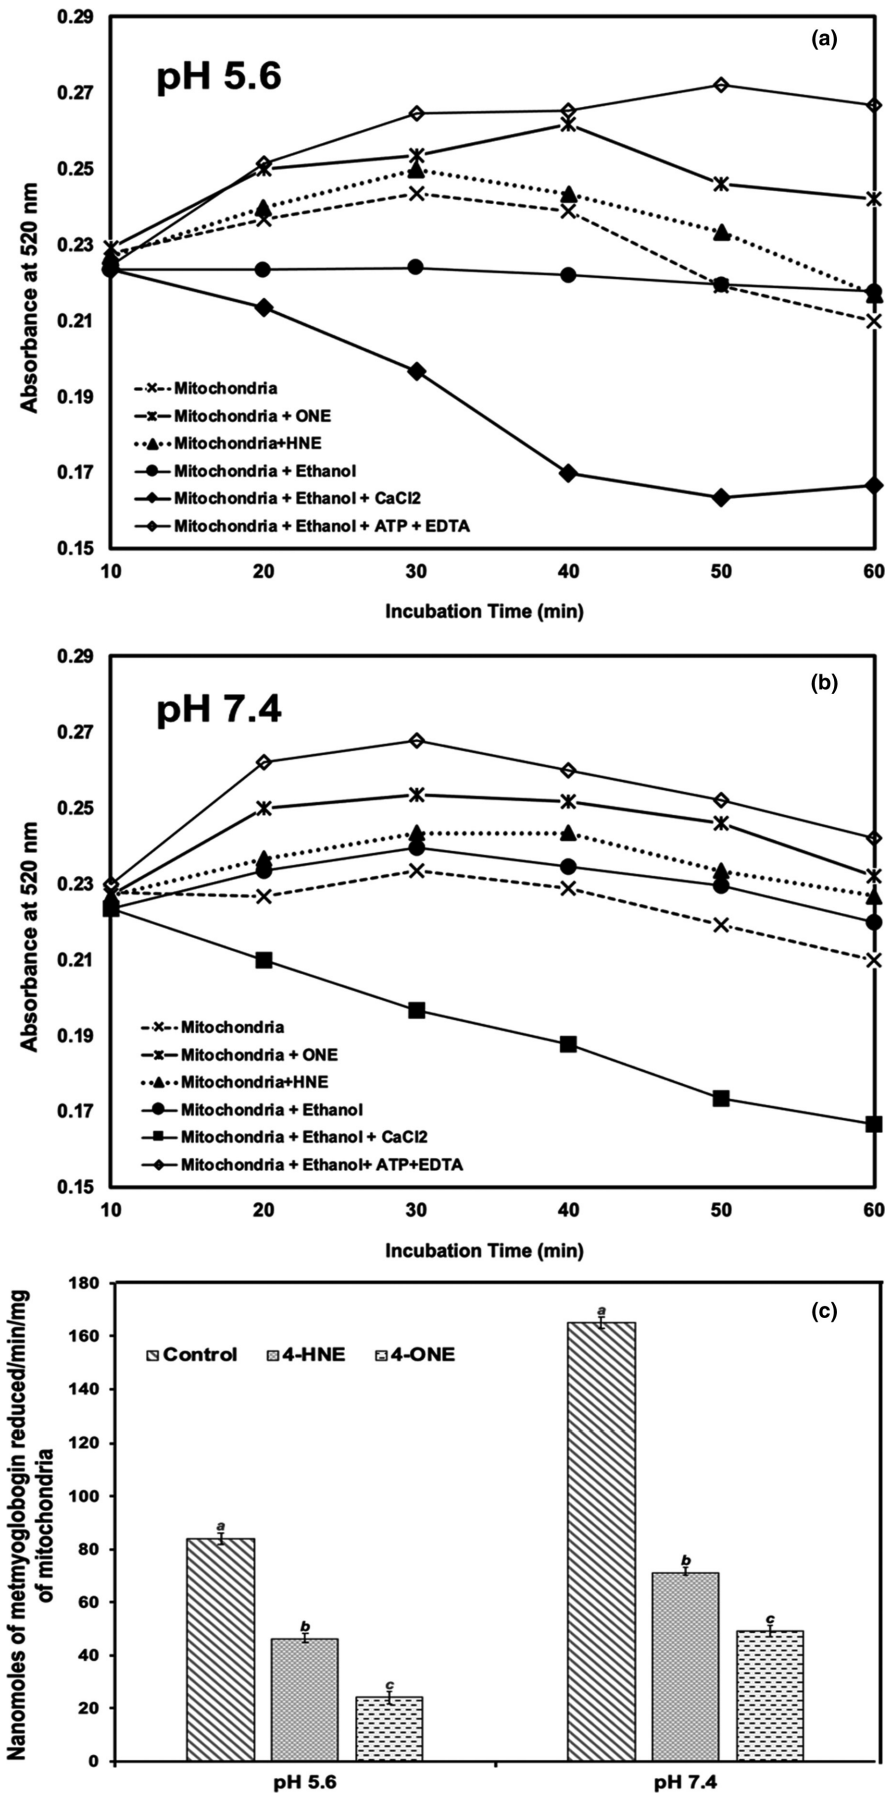 (a)
pH 5.6
0.29
0.27
0.25
0.23
0.21
0.19
0.17
0.15
Absorbance at 520 nm
Mitochondria
Mitochondria + ONE
Mitochondria+HNE
Mitochondria + Ethanol
Mitochondria + Ethanol + CaCl2
Mitochondria + Ethanol + ATP + EDTA
10 20 30 40 50 60
Incubation Time (min)
(b)
pH 7.4
0.29
0.27
0.25
0.23
0.21
0.19
0.17
0.15
Absorbance at 520 nm
Mitochondria
Mitochondria + ONE
Mitochondria+HNE
Mitochondria + Ethanol
Mitochondria + Ethanol + CaCl2
Mitochondria + Ethanol+ ATP+EDTA
10 20 30 40 50 60
Incubation Time (min)
(c)
180
160
140
120
100
80
60
40
20
0
Nanomoles of metmyoglobogin reduced/min/mg
of mitochondria
Control 4-HNE 4-ONE
a
b
c
a
b
c
pH 5.6 pH 7.4